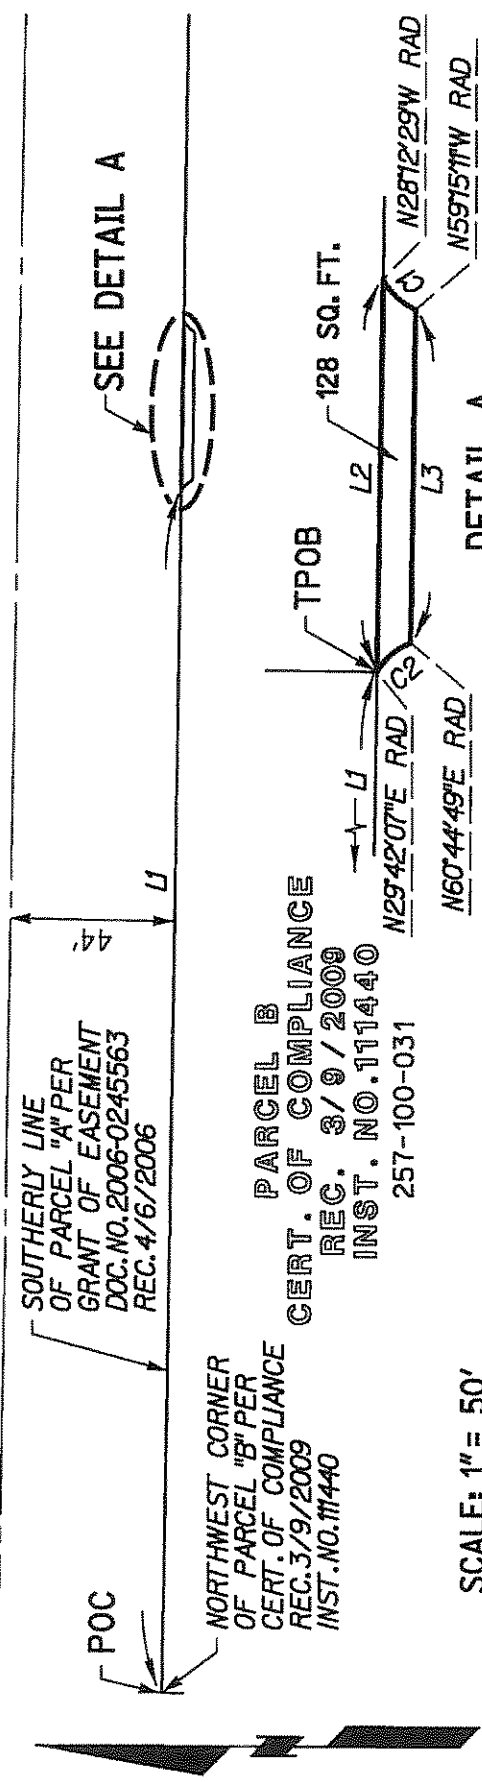 SEE DETAIL A
SOUTHERLY LINE
OF PARCEL "A" PER
GRANT OF EASEMENT
DOC. NO. 2006-0245563
REC. 4/6/2006
44'
L1
POC
NORTHWEST CORNER
OF PARCEL "B" PER
CERT. OF COMPLIANCE
REC. 3/9/2009
INST. NO. 111440
PARCEL B
CERT. OF COMPLIANCE
REC. 3/9/2009
INST. NO. 111440
257-100-031
TPOB
L1
L2
128 SQ. FT.
L3
C1
C2
N28°12'29"W RAD
N59°15'11"W RAD
N29°42'07"E RAD
N60°44'49"E RAD
DETAIL A
N
SCALE: 1" = 50'